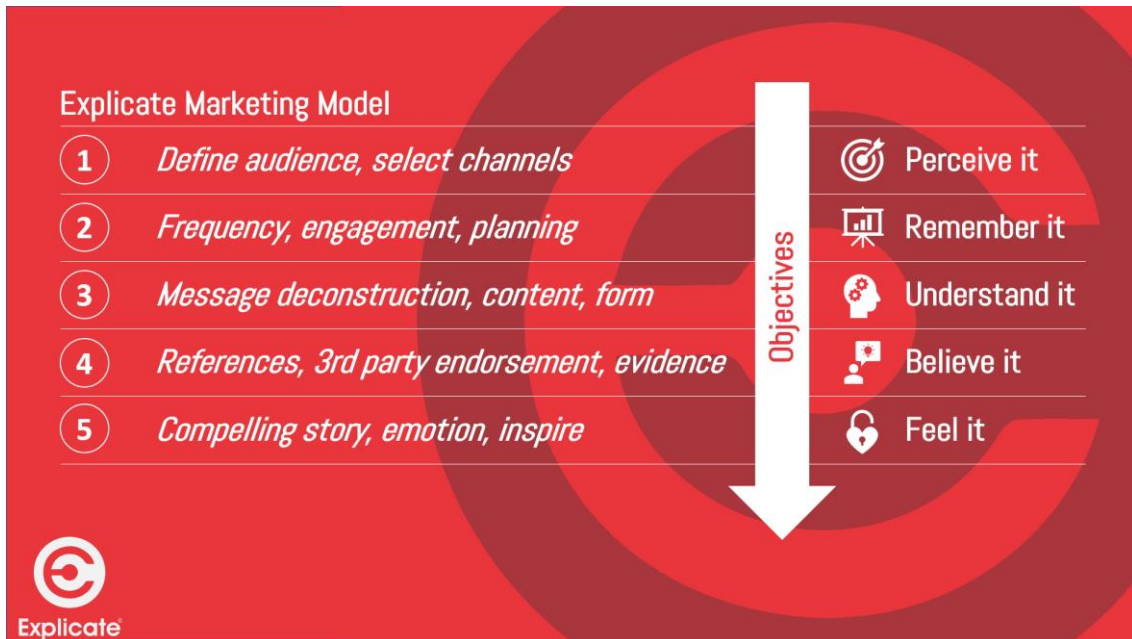 Explicate Marketing Model
1 Define audience, select channels Perceive it
2 Frequency, engagement, planning Remember it
3 Message deconstruction, content, form Understand it
4 References, 3rd party endorsement, evidence Believe it
5 Compelling story, emotion, inspire Feel it
Objectives
Explicate®